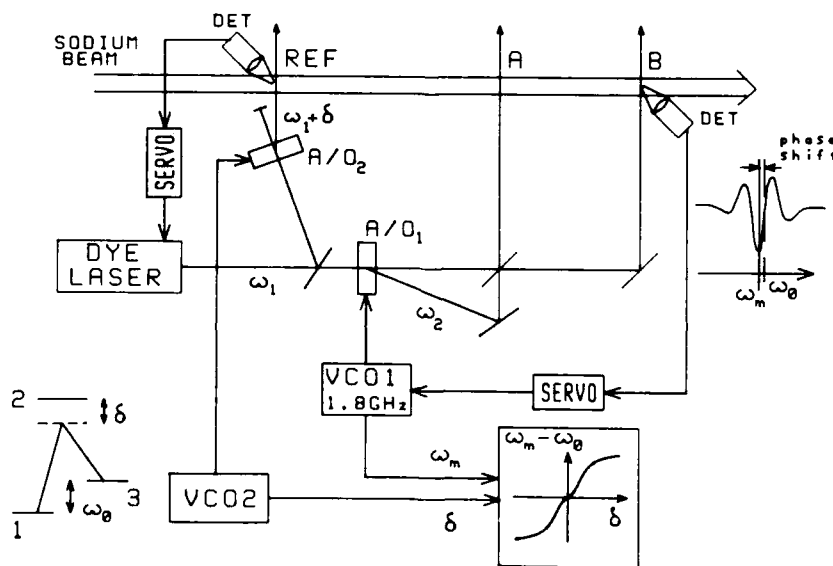 DET
SODIUM
BEAM
REF
A
B
ω₁+δ
A/O₂
DET
SERVO
phase
shift
A/O₁
DYE
LASER
ω₁
ω₂
ωₘ
ω₀
VCO1
1.8GHz
SERVO
2
δ
ωₘ-ω₀
ωₘ
3
ω₀
1
VCO2
δ
δ